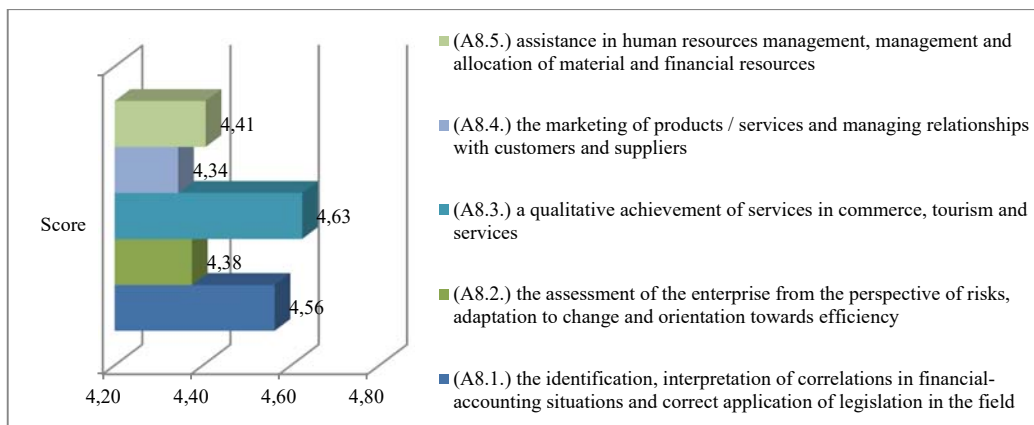 Score
4,41
4,34
4,63
4,38
4,56
4,20
4,40
4,60
4,80
(A8.5.) assistance in human resources management, management and
allocation of material and financial resources
(A8.4.) the marketing of products / services and managing relationships
with customers and suppliers
(A8.3.) a qualitative achievement of services in commerce, tourism and
services
(A8.2.) the assessment of the enterprise from the perspective of risks,
adaptation to change and orientation towards efficiency
(A8.1.) the identification, interpretation of correlations in financial-
accounting situations and correct application of legislation in the field